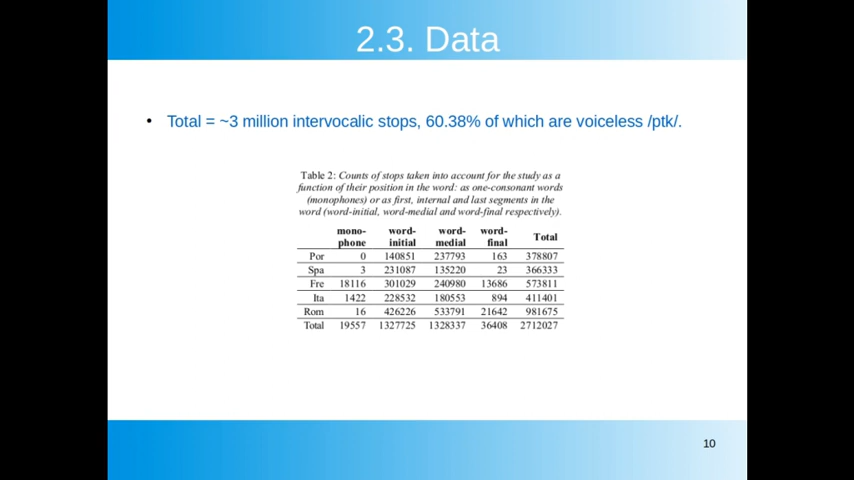 2.3. Data
• Total = ~3 million intervocalic stops, 60.38% of which are voiceless /ptk/.
Table 2: Counts of stops taken into account for the study as a
function of their position in the word: as one-consonant words
(monophones) or as first, internal and last segments in the
word (word-initial, word-medial and word-final respectively).
mono- word- word- word- Total
phone initial medial final
Por 0 140851 237793 163 378807
Spa 3 231087 135220 23 366333
Fre 18116 301029 240980 13686 573811
Ita 1422 228532 180553 894 411401
Rom 16 426226 533791 21642 981675
Total 19557 1327725 1328337 36408 2712027
10